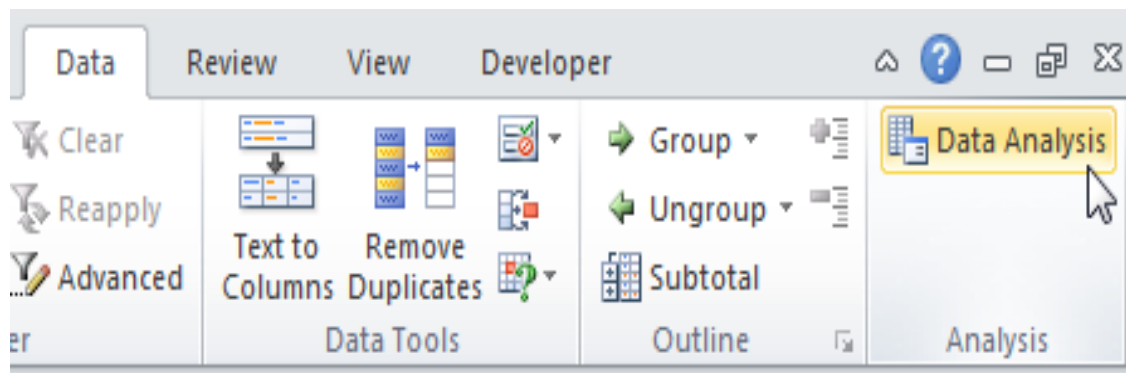 Data Review View Developer
Clear
Reapply
Advanced
er
Text to
Columns
Remove
Duplicates
Data Tools
Group
Ungroup
Subtotal
Outline
Data Analysis
Analysis